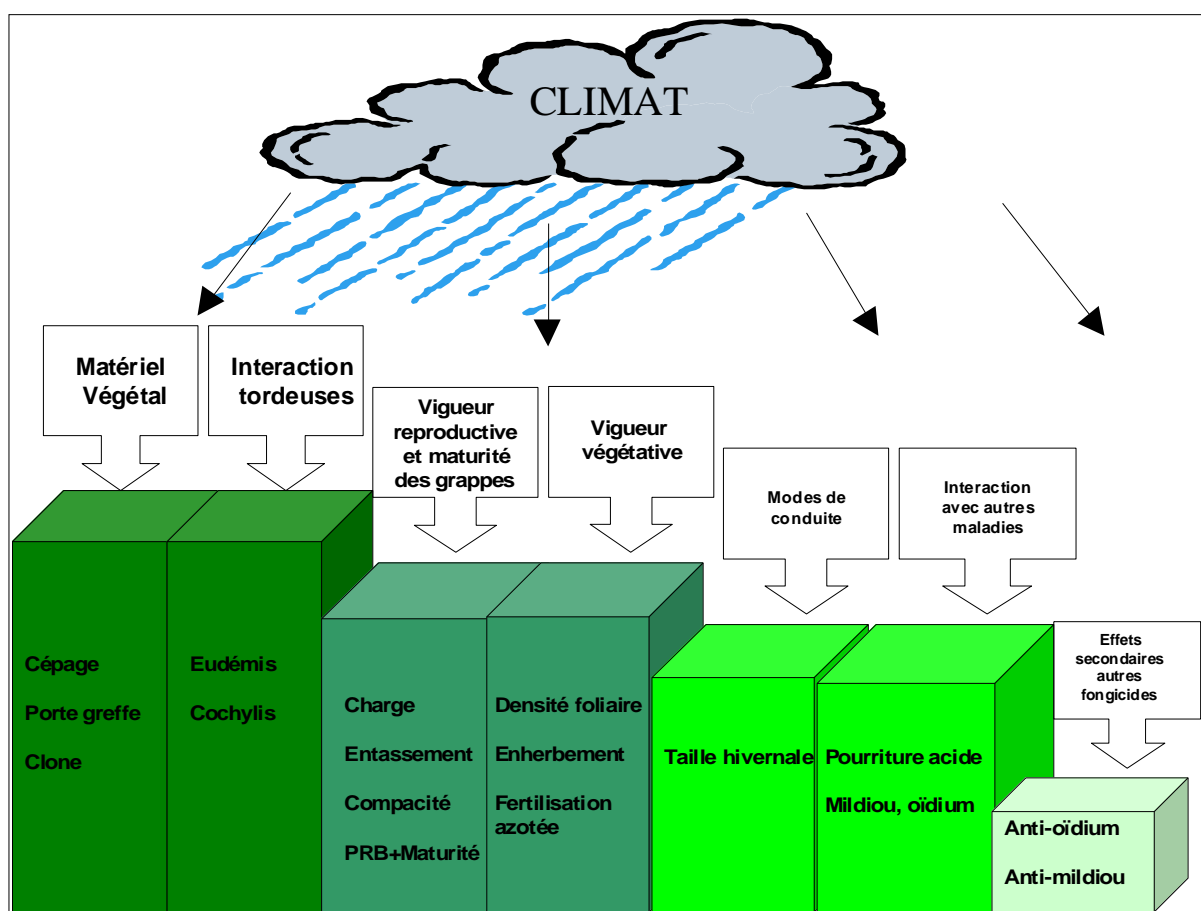 CLIMAT
Matériel
Végétal
Interaction
tordeuses
Vigueur
reproductive
et maturité
des grappes
Vigueur
végétative
Modes de
conduite
Interaction
avec autres
maladies
Effets
secondaires
autres
fongicides
Cépage
Porte greffe
Clone
Eudémis
Cochylis
Charge
Entassement
Compacité
PRB+Maturité
Densité foliaire
Enherbement
Fertilisation
azotée
Taille hivernale
Pourriture acide
Mildiou, oïdium
Anti-oïdium
Anti-mildiou